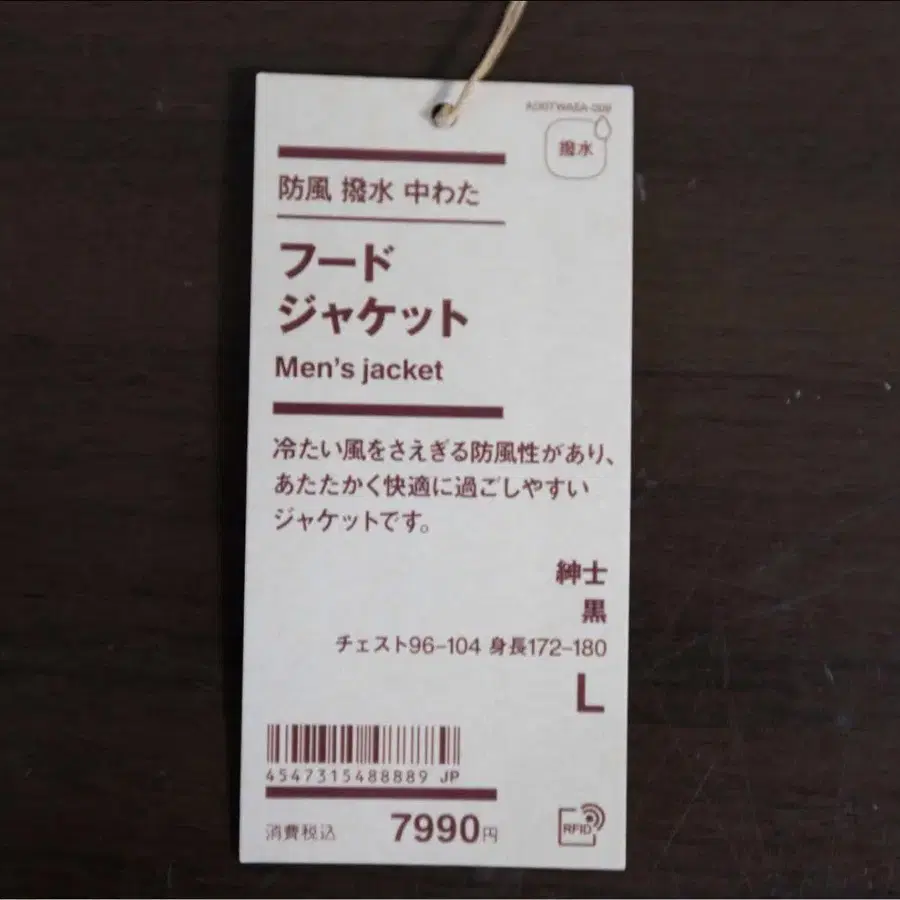 撥水
防風 撥水 中わた
フード
ジャケット
Men's jacket
冷たい風をさえぎる防風性があり、
あたたかく快適に過ごしやすい
ジャケットです。
紳士
黒
チェスト96-104 身長172-180
L
4547315488889 JP
消費税込 7990円
RFID